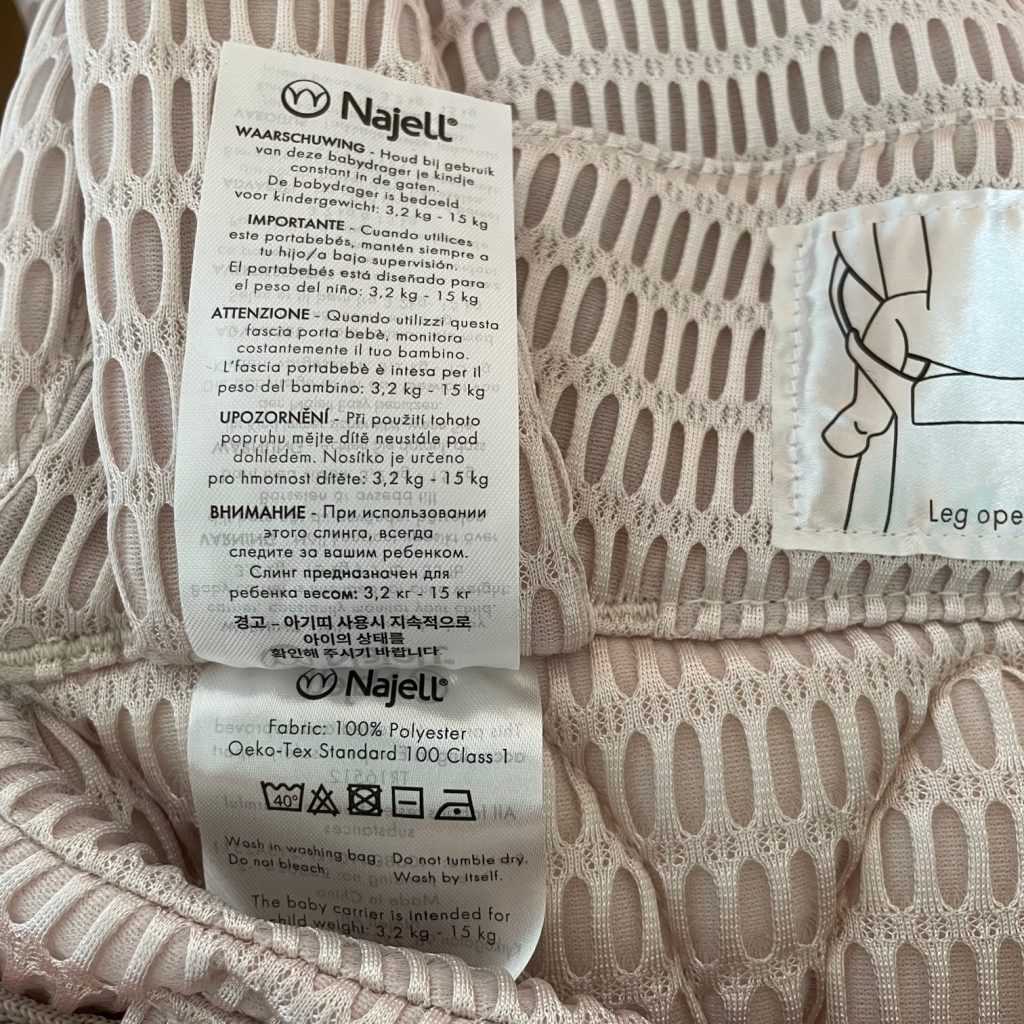 Najell®
WAARSCHUWING - Houd bij gebruik
van deze babydrager je kindje
constant in de gaten.
De babydrager is bedoeld
voor kindergewicht: 3,2 kg - 15 kg
IMPORTANTE - Cuando utilices
este portabebés, mantén siempre a
tu hijo/a bajo supervisión.
El portabebés está diseñado para
el peso del niño: 3,2 kg - 15 kg
ATTENZIONE - Quando utilizzi questa
fascia porta bebè, monitora
costantemente il tuo bambino.
L'fascia portabebè è intesa per il
peso del bambino: 3,2 kg - 15 kg
UPOZORNĚNÍ - Při použití tohoto
popruhu mějte dítě neustále pod
dohledem. Nosítko je určeno
pro hmotnost dítěte: 3,2 kg - 15 kg
ВНИМАНИЕ - При использовании
этого слинга, всегда
следите за вашим ребенком.
Слинг предназначен для
ребенка весом: 3,2 кг - 15 кг
경고 – 아기띠 사용시 지속적으로
아이의 상태를
확인해 주시기 바랍니다.
Najell®
Fabric: 100% Polyester
Oeko-Tex Standard 100 Class 1
40°
Wash in washing bag. Do not tumble dry.
Do not bleach. Wash by itself.
The baby carrier is intended for
child weight: 3,2 kg - 15 kg
Leg ope